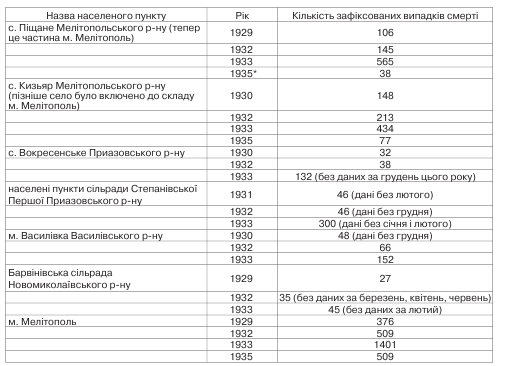 Назва населеного пункту Рік Кількість зафіксованих випадків смерті
с. Піщане Мелітопольського р-ну (тепер
це частина м. Мелітополь) 1929 106
1932 145
1933 565
1935* 38
с. Кизьяр Мелітопольського р-ну
(пізніше село було включено до складу
м. Мелітополь) 1930 148
1932 213
1933 434
1935 77
с. Вокресенське Приазовського р-ну 1930 32
1932 38
1933 132 (без даних за грудень цього року)
населені пункти сільради Степанівської
Першої Приазовського р-ну 1931 46 (дані без лютого)
1932 46 (дані без грудня)
1933 300 (дані без січня і лютого)
м. Василівка Василівського р-ну 1930 48 (дані без грудня)
1932 66
1933 152
Барвінівська сільрада
Новомиколаївського р-ну 1929 27
1932 35 (без даних за березень, квітень, червень)
1933 45 (без даних за лютий)
м. Мелітополь 1929 376
1932 509
1933 1401
1935 509